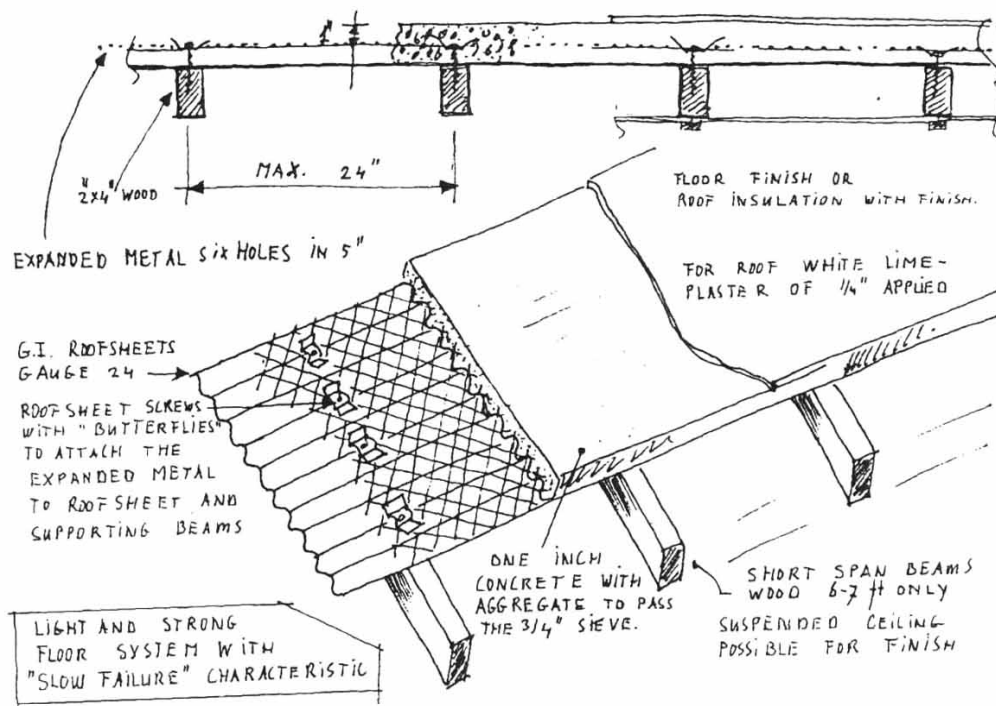 1"
MAX. 24"
2x4" WOOD
EXPANDED METAL SIX HOLES IN 5"
FLOOR FINISH OR
ROOF INSULATION WITH FINISH.
FOR ROOF WHITE LIME-
PLASTER OF 1/4" APPLIED
G.I. ROOFSHEETS
GAUGE 24
ROOFSHEET SCREWS
WITH "BUTTERFLIES"
TO ATTACH THE
EXPANDED METAL
TO ROOFSHEET AND
SUPPORTING BEAMS
ONE INCH
CONCRETE WITH
AGGREGATE TO PASS
THE 3/4" SIEVE.
SHORT SPAN BEAMS
WOOD 6-7 ft ONLY
SUSPENDED CEILING
POSSIBLE FOR FINISH
LIGHT AND STRONG
FLOOR SYSTEM WITH
"SLOW FAILURE" CHARACTERISTIC